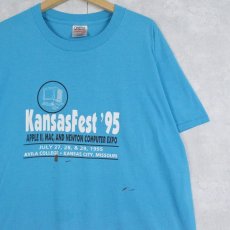 KansasFest '95
APPLE II, MAC, AND NEWTON COMPUTER EXPO
JULY 27, 28, & 29, 1995
AVILA COLLEGE • KANSAS CITY, MISSOURI